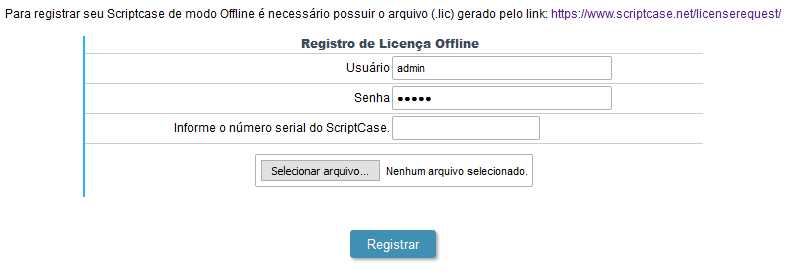 Para registrar seu Scriptcase de modo Offline é necessário possuir o arquivo (.lic) gerado pelo link: https://www.scriptcase.net/licenserequest/
Registro de Licença Offline
Usuário admin
Senha •••••
Informe o número serial do ScriptCase.
Selecionar arquivo... Nenhum arquivo selecionado.
Registrar